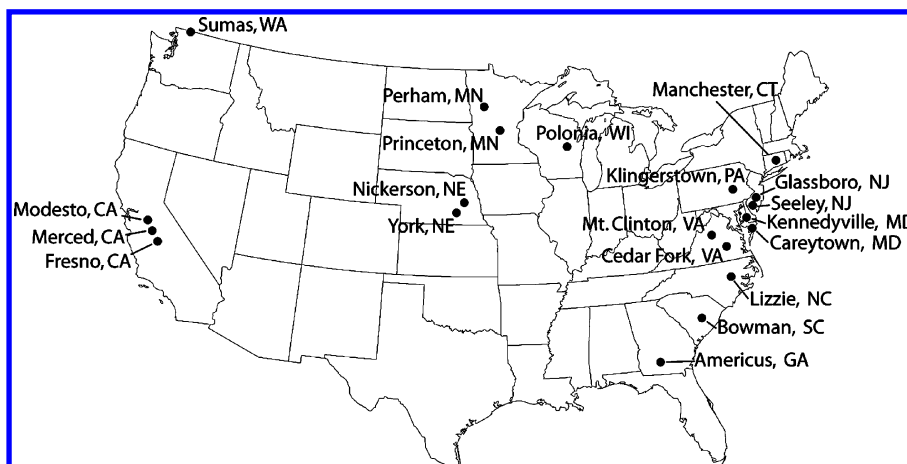 Sumas, WA
Manchester, CT
Perham, MN
Princeton, MN
Polonia, WI
Klingerstown, PA
Glassboro, NJ
Nickerson, NE
Seeley, NJ
Modesto, CA
York, NE
Mt. Clinton, VA
Kennedyville, MD
Merced, CA
Careytown, MD
Fresno, CA
Cedar Fork, VA
Lizzie, NC
Bowman, SC
Americus, GA